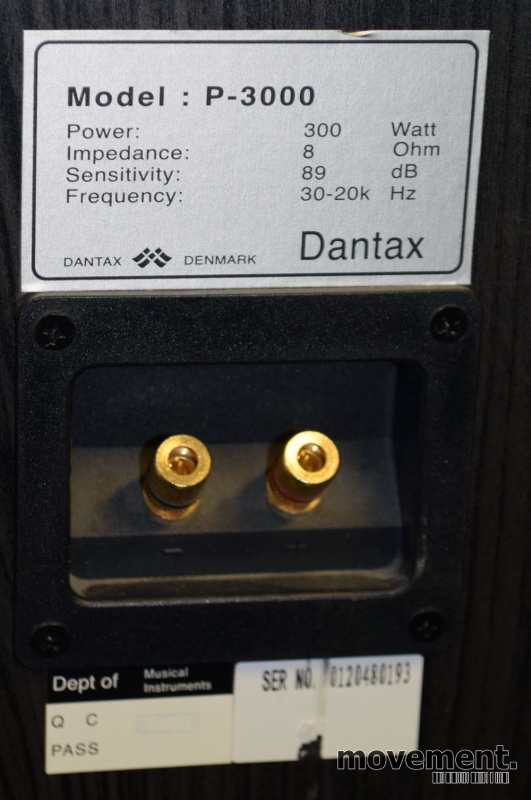 Model : P-3000
Power: 300 Watt
Impedance: 8 Ohm
Sensitivity: 89 dB
Frequency: 30-20k Hz
DANTAX DENMARK Dantax
- +
Dept of Musical Instruments
Q C
PASS
SER NO. 0120480193
movement.